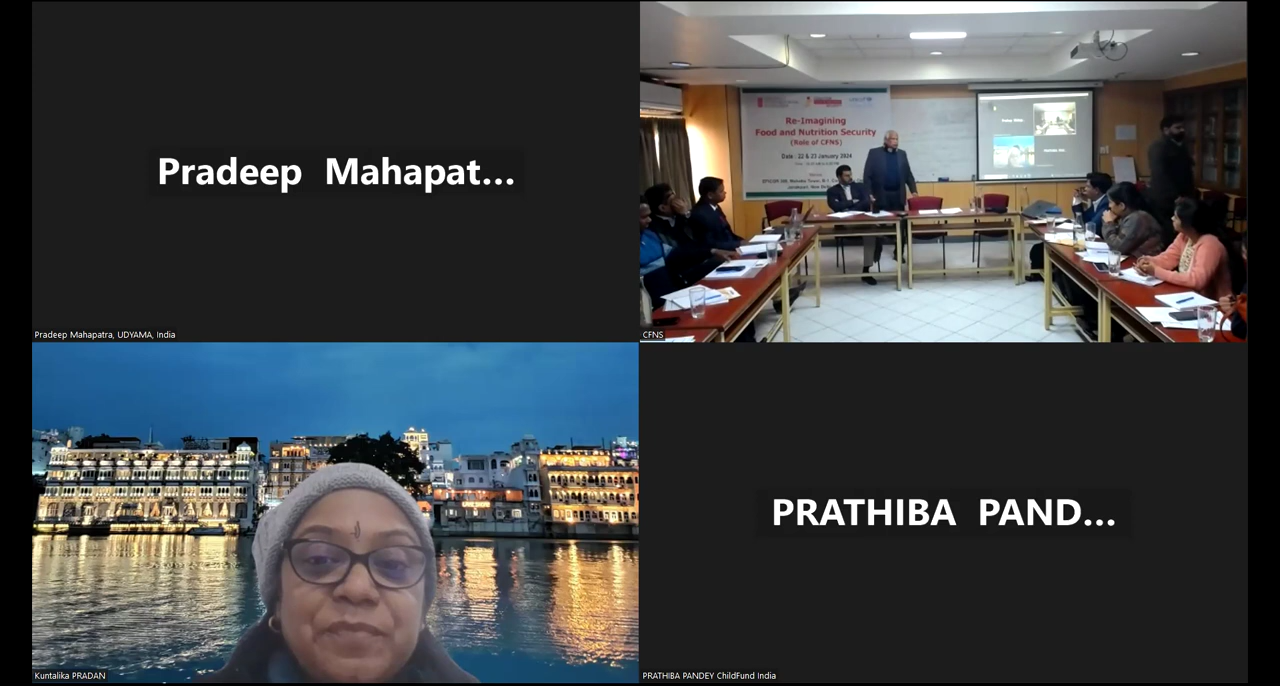 Pradeep Mahapat...
Pradeep Mahapatra, UDYAMA, India
Re-Imagining
Food and Nutrition Security
(Role of CFNS)
Date : 22 & 23 January 2024
CFNS
Kuntalika PRADAN
PRATHIBA PAND...
PRATHIBA PANDEY ChildFund India